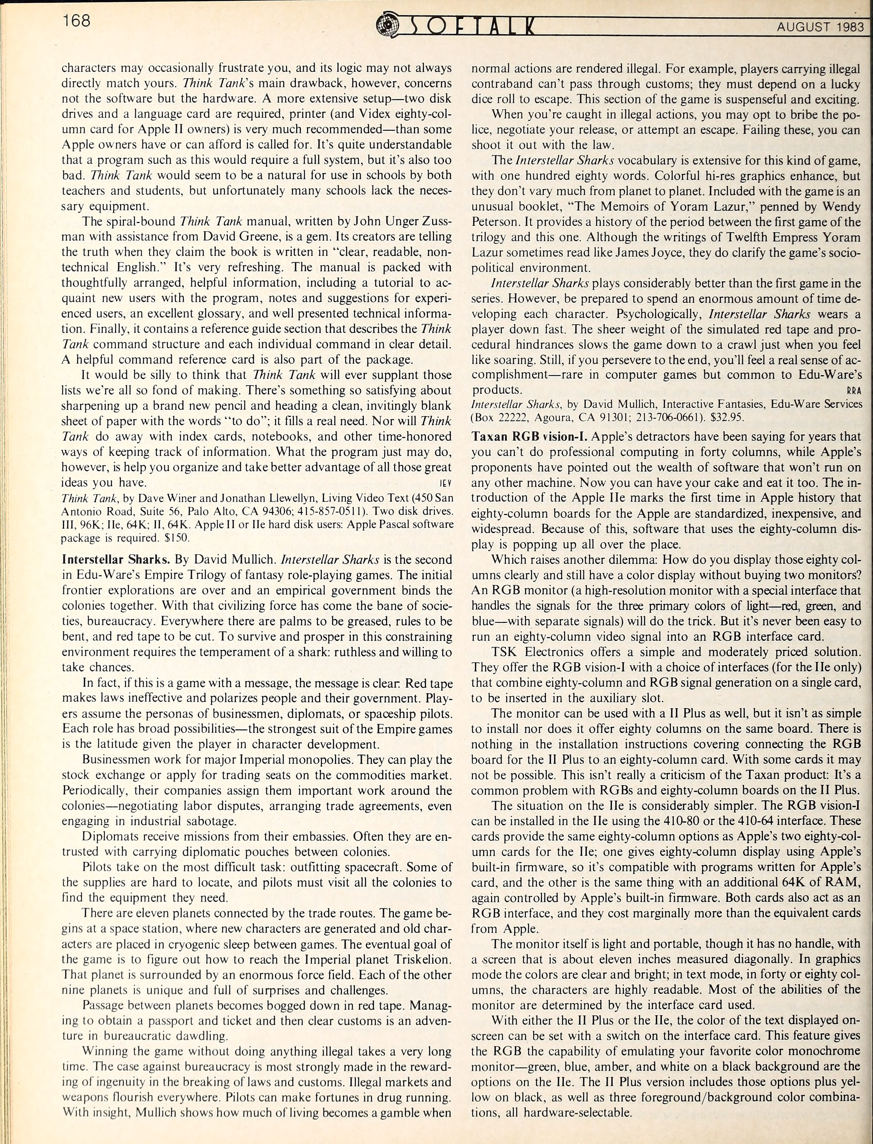 168
SOFTALK
AUGUST 1983
characters may occasionally frustrate you, and its logic may not always
directly match yours. Think Tank's main drawback, however, concerns
not the software but the hardware. A more extensive setup—two disk
drives and a language card are required, printer (and Videx eighty-col-
umn card for Apple II owners) is very much recommended—than some
Apple owners have or can afford is called for. It's quite understandable
that a program such as this would require a full system, but it's also too
bad. Think Tank would seem to be a natural for use in schools by both
teachers and students, but unfortunately many schools lack the neces-
sary equipment.
The spiral-bound Think Tank manual, written by John Unger Zuss-
man with assistance from David Greene, is a gem. Its creators are telling
the truth when they claim the book is written in "clear, readable, non-
technical English." It's very refreshing. The manual is packed with
thoughtfully arranged, helpful information, including a tutorial to ac-
quaint new users with the program, notes and suggestions for experi-
enced users, an excellent glossary, and well presented technical informa-
tion. Finally, it contains a reference guide section that describes the Think
Tank command structure and each individual command in clear detail.
A helpful command reference card is also part of the package.
It would be silly to think that Think Tank will ever supplant those
lists we're all so fond of making. There's something so satisfying about
sharpening up a brand new pencil and heading a clean, invitingly blank
sheet of paper with the words "to do"; it fills a real need. Nor will Think
Tank do away with index cards, notebooks, and other time-honored
ways of keeping track of information. What the program just may do,
however, is help you organize and take better advantage of all those great
ideas you have.
Think Tank, by Dave Winer and Jonathan Llewellyn, Living Video Text (450 San
Antonio Road, Suite 56, Palo Alto, CA 94306; 415-857-0511). Two disk drives.
III, 96K; IIe, 64K; II, 64K. Apple II or IIe hard disk users: Apple Pascal software
package is required. $150.
Interstellar Sharks. By David Mullich. Interstellar Sharks is the second
in Edu-Ware's Empire Trilogy of fantasy role-playing games. The initial
frontier explorations are over and an empirical government binds the
colonies together. With that civilizing force has come the bane of socie-
ties, bureaucracy. Everywhere there are palms to be greased, rules to be
bent, and red tape to be cut. To survive and prosper in this constraining
environment requires the temperament of a shark: ruthless and willing to
take chances.
In fact, if this is a game with a message, the message is clear: Red tape
makes laws ineffective and polarizes people and their government. Play-
ers assume the personas of businessmen, diplomats, or spaceship pilots.
Each role has broad possibilities—the strongest suit of the Empire games
is the latitude given the player in character development.
Businessmen work for major Imperial monopolies. They can play the
stock exchange or apply for trading seats on the commodities market.
Periodically, their companies assign them important work around the
colonies—negotiating labor disputes, arranging trade agreements, even
engaging in industrial sabotage.
Diplomats receive missions from their embassies. Often they are en-
trusted with carrying diplomatic pouches between colonies.
Pilots take on the most difficult task: outfitting spacecraft. Some of
the supplies are hard to locate, and pilots must visit all the colonies to
find the equipment they need.
There are eleven planets connected by the trade routes. The game be-
gins at a space station, where new characters are generated and old char-
acters are placed in cryogenic sleep between games. The eventual goal of
the game is to figure out how to reach the Imperial planet Triskelion.
That planet is surrounded by an enormous force field. Each of the other
nine planets is unique and full of surprises and challenges.
Passage between planets becomes bogged down in red tape. Manag-
ing to obtain a passport and ticket and then clear customs is an adven-
ture in bureaucratic dawdling.
Winning the game without doing anything illegal takes a very long
time. The case against bureaucracy is most strongly made in the reward-
ing of ingenuity in the breaking of laws and customs. Illegal markets and
weapons flourish everywhere. Pilots can make fortunes in drug running.
With insight, Mullich shows how much of living becomes a gamble when
normal actions are rendered illegal. For example, players carrying illegal
contraband can't pass through customs; they must depend on a lucky
dice roll to escape. This section of the game is suspenseful and exciting.
When you're caught in illegal actions, you may opt to bribe the po-
lice, negotiate your release, or attempt an escape. Failing these, you can
shoot it out with the law.
The Interstellar Sharks vocabulary is extensive for this kind of game,
with one hundred eighty words. Colorful hi-res graphics enhance, but
they don't vary much from planet to planet. Included with the game is an
unusual booklet, "The Memoirs of Yoram Lazur," penned by Wendy
Peterson. It provides a history of the period between the first game of the
trilogy and this one. Although the writings of Twelfth Empress Yoram
Lazur sometimes read like James Joyce, they do clarify the game's socio-
political environment.
Interstellar Sharks plays considerably better than the first game in the
series. However, be prepared to spend an enormous amount of time de-
veloping each character. Psychologically, Interstellar Sharks wears a
player down fast. The sheer weight of the simulated red tape and pro-
cedural hindrances slows the game down to a crawl just when you feel
like soaring. Still, if you persevere to the end, you'll feel a real sense of ac-
complishment—rare in computer games but common to Edu-Ware's
products. RRA
Interstellar Sharks, by David Mullich, Interactive Fantasies, Edu-Ware Services
(Box 22222, Agoura, CA 91301; 213-706-0661). $32.95.
Taxan RGB vision-I. Apple's detractors have been saying for years that
you can't do professional computing in forty columns, while Apple's
proponents have pointed out the wealth of software that won't run on
any other machine. Now you can have your cake and eat it too. The in-
troduction of the Apple IIe marks the first time in Apple history that
eighty-column boards for the Apple are standardized, inexpensive, and
widespread. Because of this, software that uses the eighty-column dis-
play is popping up all over the place.
Which raises another dilemma: How do you display those eighty col-
umns clearly and still have a color display without buying two monitors?
An RGB monitor (a high-resolution monitor with a special interface that
handles the signals for the three primary colors of light—red, green, and
blue—with separate signals) will do the trick. But it's never been easy to
run an eighty-column video signal into an RGB interface card.
TSK Electronics offers a simple and moderately priced solution.
They offer the RGB vision-I with a choice of interfaces (for the IIe only)
that combine eighty-column and RGB signal generation on a single card,
to be inserted in the auxiliary slot.
The monitor can be used with a II Plus as well, but it isn't as simple
to install nor does it offer eighty columns on the same board. There is
nothing in the installation instructions covering connecting the RGB
board for the II Plus to an eighty-column card. With some cards it may
not be possible. This isn't really a criticism of the Taxan product: It's a
common problem with RGBs and eighty-column boards on the II Plus.
The situation on the IIe is considerably simpler. The RGB vision-I
can be installed in the IIe using the 410-80 or the 410-64 interface. These
cards provide the same eighty-column options as Apple's two eighty-col-
umn cards for the IIe; one gives eighty-column display using Apple's
built-in firmware, so it's compatible with programs written for Apple's
card, and the other is the same thing with an additional 64K of RAM,
again controlled by Apple's built-in firmware. Both cards also act as an
RGB interface, and they cost marginally more than the equivalent cards
from Apple.
The monitor itself is light and portable, though it has no handle, with
a screen that is about eleven inches measured diagonally. In graphics
mode the colors are clear and bright; in text mode, in forty or eighty col-
umns, the characters are highly readable. Most of the abilities of the
monitor are determined by the interface card used.
With either the II Plus or the IIe, the color of the text displayed on-
screen can be set with a switch on the interface card. This feature gives
the RGB the capability of emulating your favorite color monochrome
monitor—green, blue, amber, and white on a black background are the
options on the IIe. The II Plus version includes those options plus yel-
low on black, as well as three foreground/background color combina-
tions, all hardware-selectable.